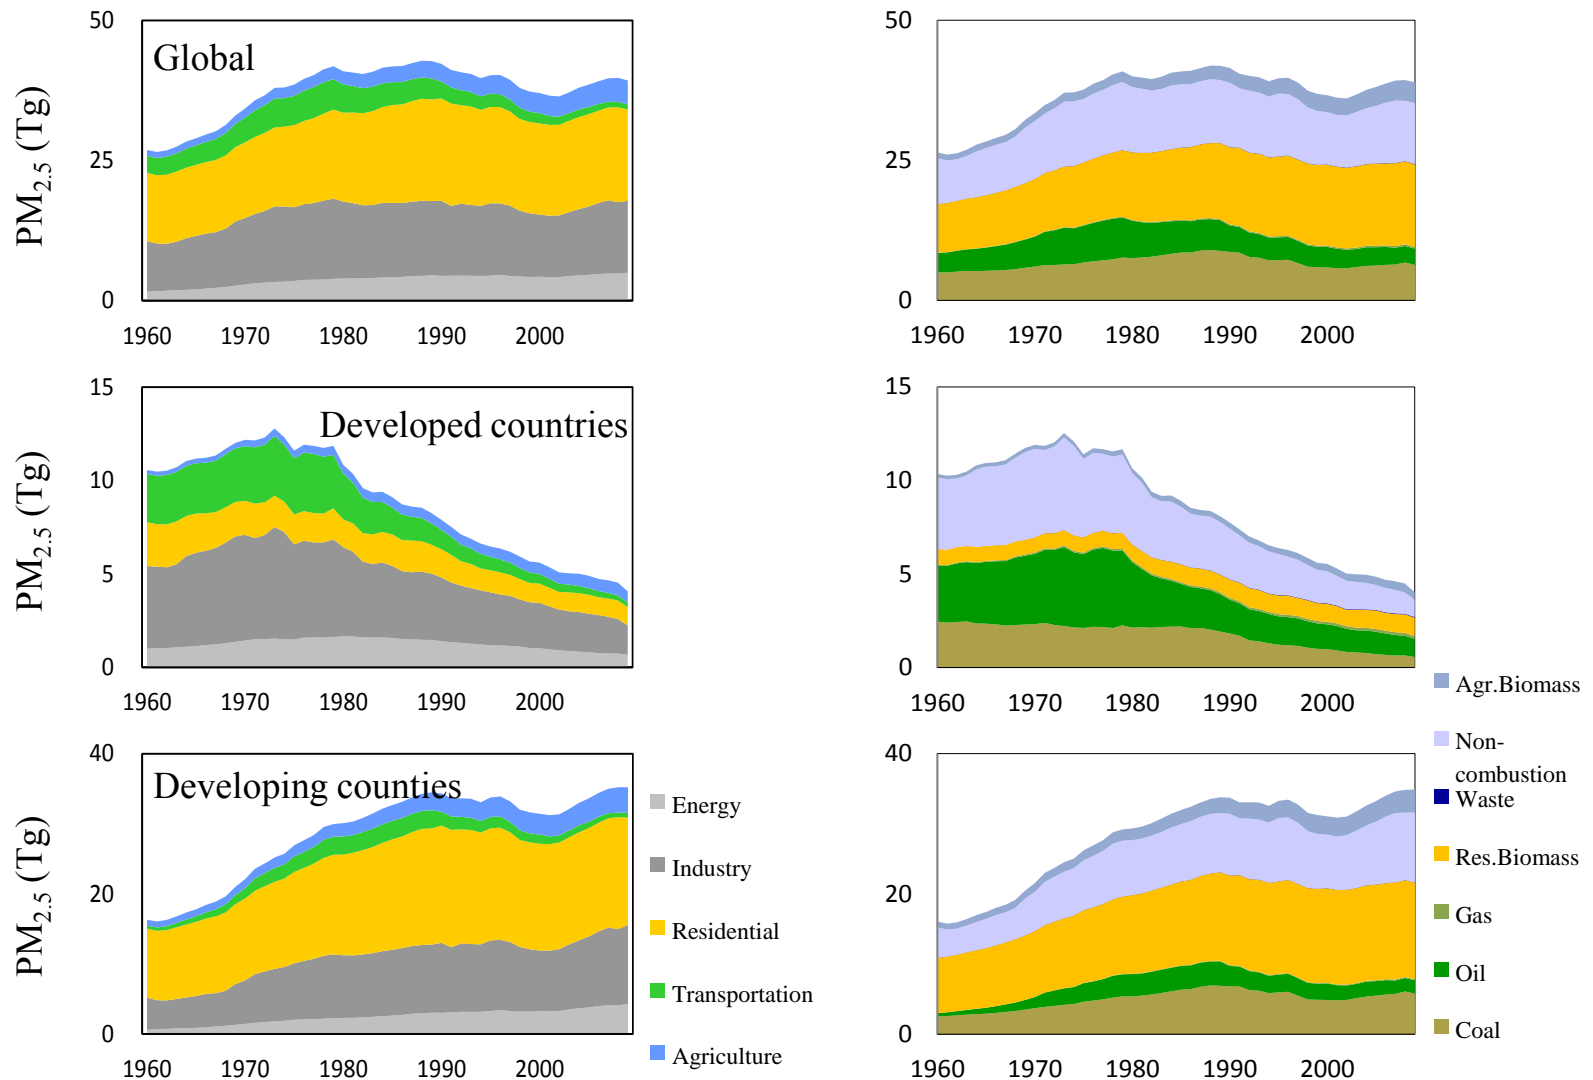 50
Global
25
0
PM2.5 (Tg)
1960 1970 1980 1990 2000
50
25
0
1960 1970 1980 1990 2000
15
Developed countries
10
5
0
PM2.5 (Tg)
1960 1970 1980 1990 2000
15
10
5
0
1960 1970 1980 1990 2000
40
Developing counties
20
0
PM2.5 (Tg)
1960 1970 1980 1990 2000
Energy
Industry
Residential
Transportation
Agriculture
40
20
0
1960 1970 1980 1990 2000
Agr.Biomass
Non-
combustion
Waste
Res.Biomass
Gas
Oil
Coal